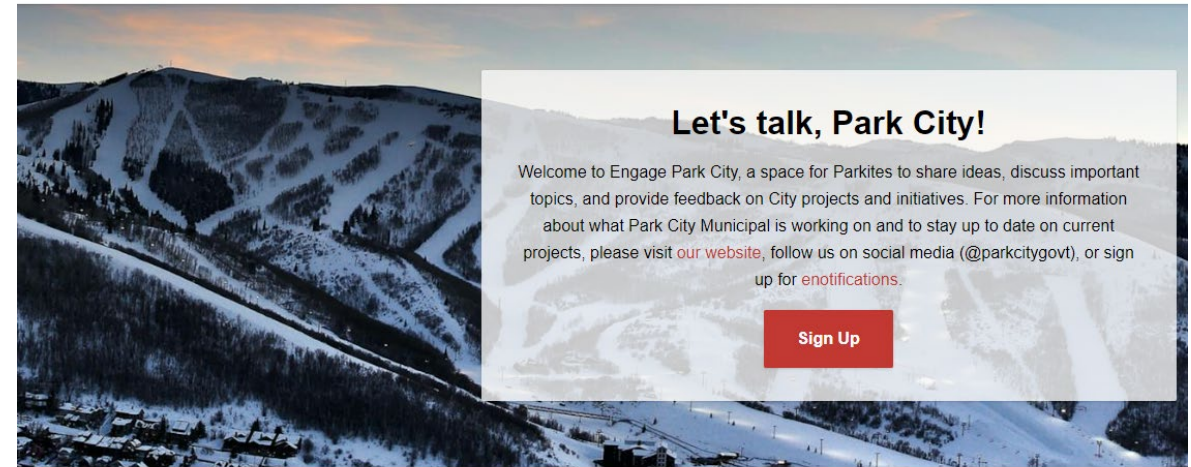 Let's talk, Park City!
Welcome to Engage Park City, a space for Parkites to share ideas, discuss important
topics, and provide feedback on City projects and initiatives. For more information
about what Park City Municipal is working on and to stay up to date on current
projects, please visit our website, follow us on social media (@parkcitygovt), or sign
up for enotifications.
Sign Up